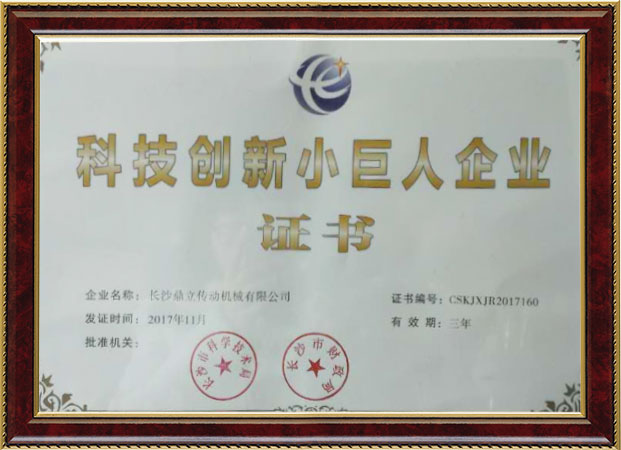 科技创新小巨人企业
证书
企业名称：长沙鼎立传动机械有限公司
证书编号：CSKJXJR2017160
发证时间：2017年11月
有效期：三年
批准机关：
长沙市科学技术局
长沙市财政局